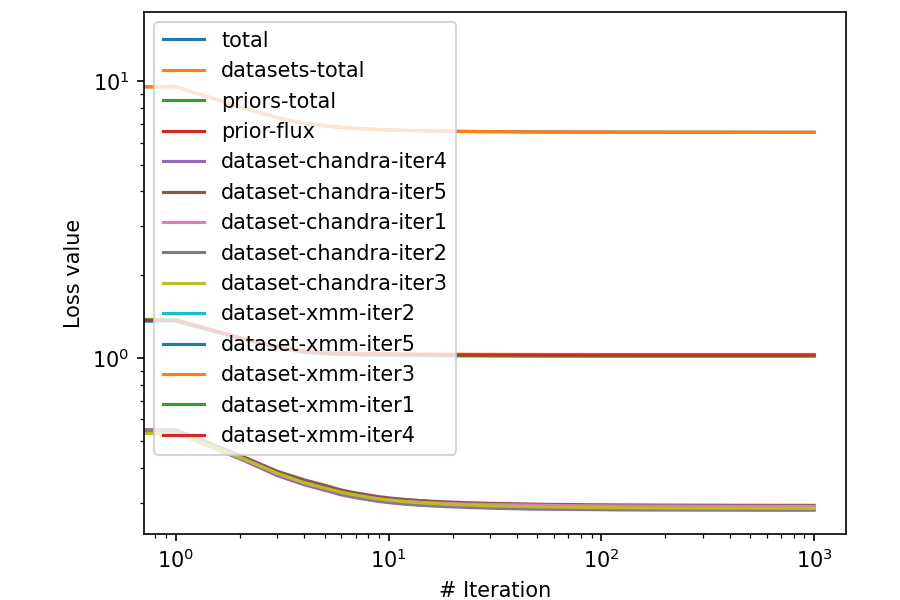 10¹
10⁰
Loss value
total
datasets-total
priors-total
prior-flux
dataset-chandra-iter4
dataset-chandra-iter5
dataset-chandra-iter1
dataset-chandra-iter2
dataset-chandra-iter3
dataset-xmm-iter2
dataset-xmm-iter5
dataset-xmm-iter3
dataset-xmm-iter1
dataset-xmm-iter4
10⁰ 10¹ 10² 10³
# Iteration